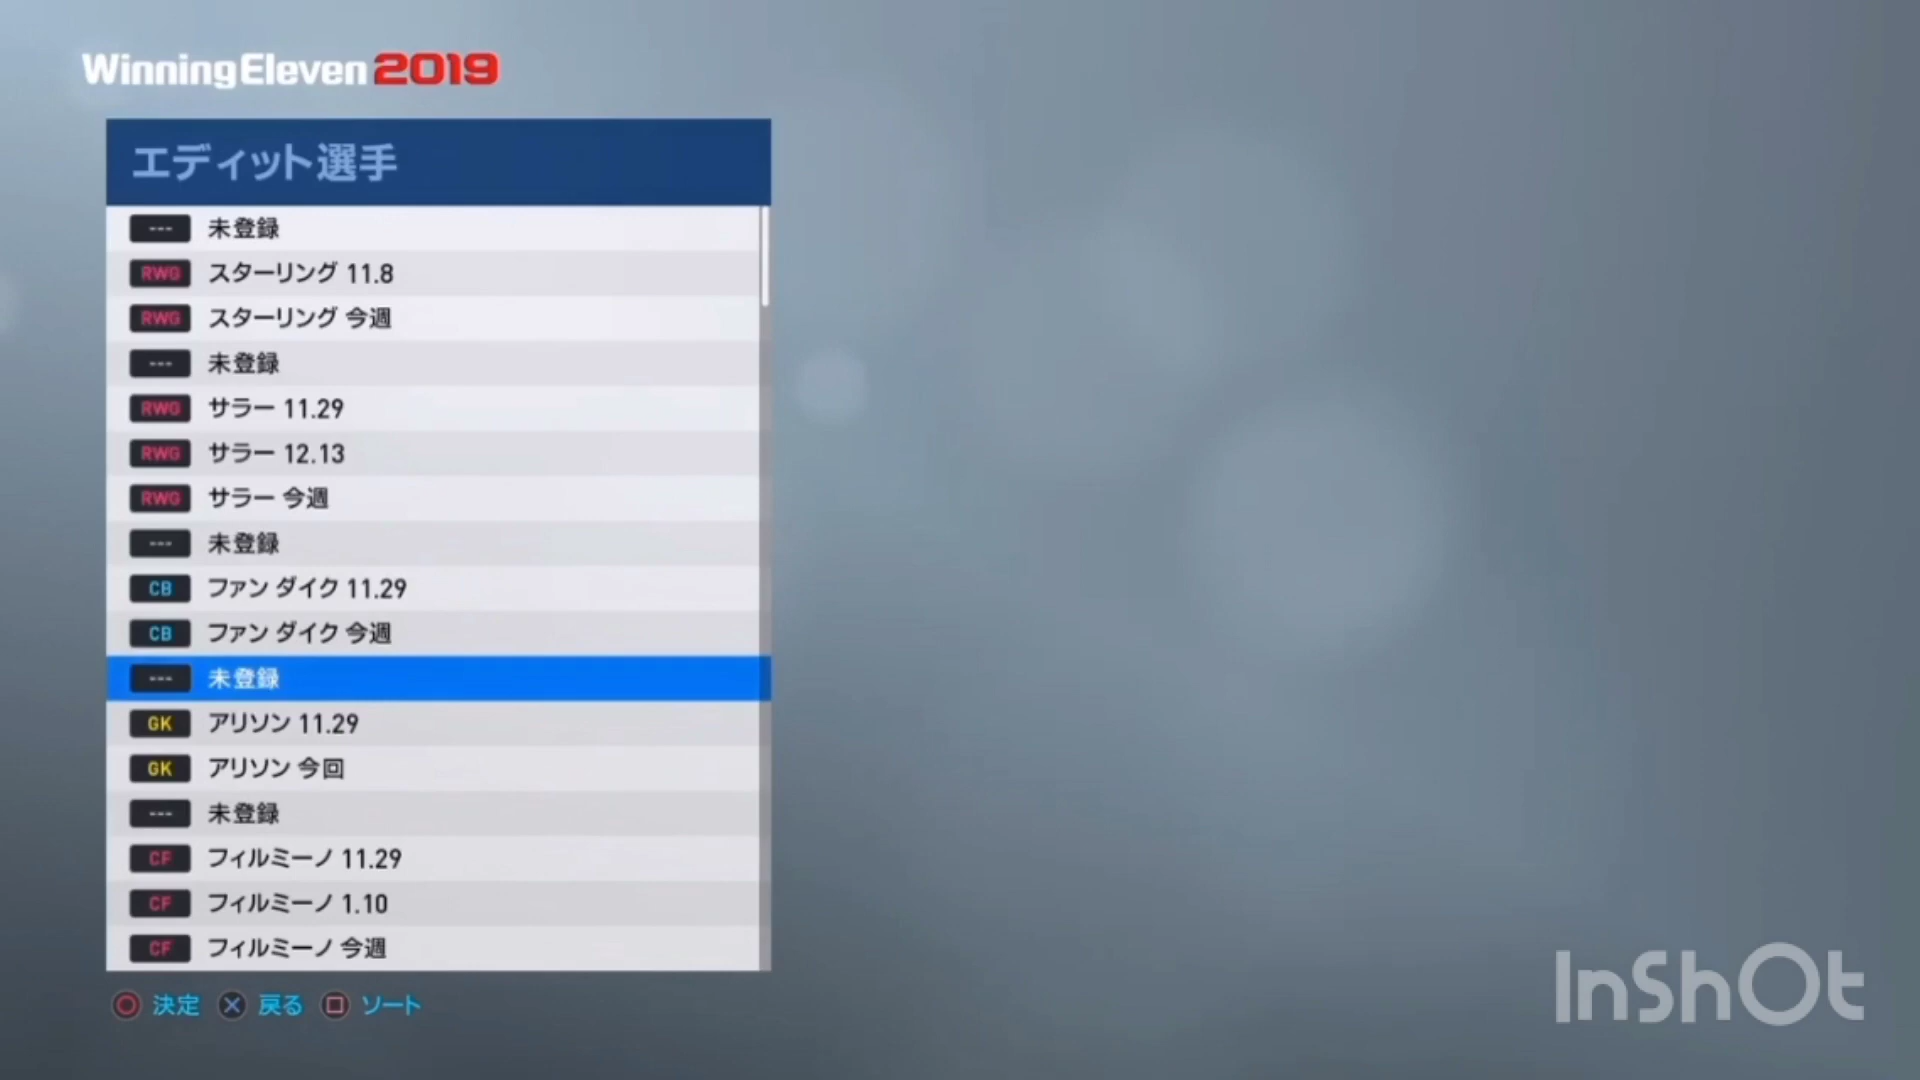 Winning Eleven 2019
エディット選手
--- 未登録
RWG スターリング 11.8
RWG スターリング 今週
--- 未登録
RWG サラー 11.29
RWG サラー 12.13
RWG サラー 今週
--- 未登録
CB ファン ダイク 11.29
CB ファン ダイク 今週
--- 未登録
GK アリソン 11.29
GK アリソン 今回
--- 未登録
CF フィルミーノ 11.29
CF フィルミーノ 1.10
CF フィルミーノ 今週
決定 戻る ソート
InShOt